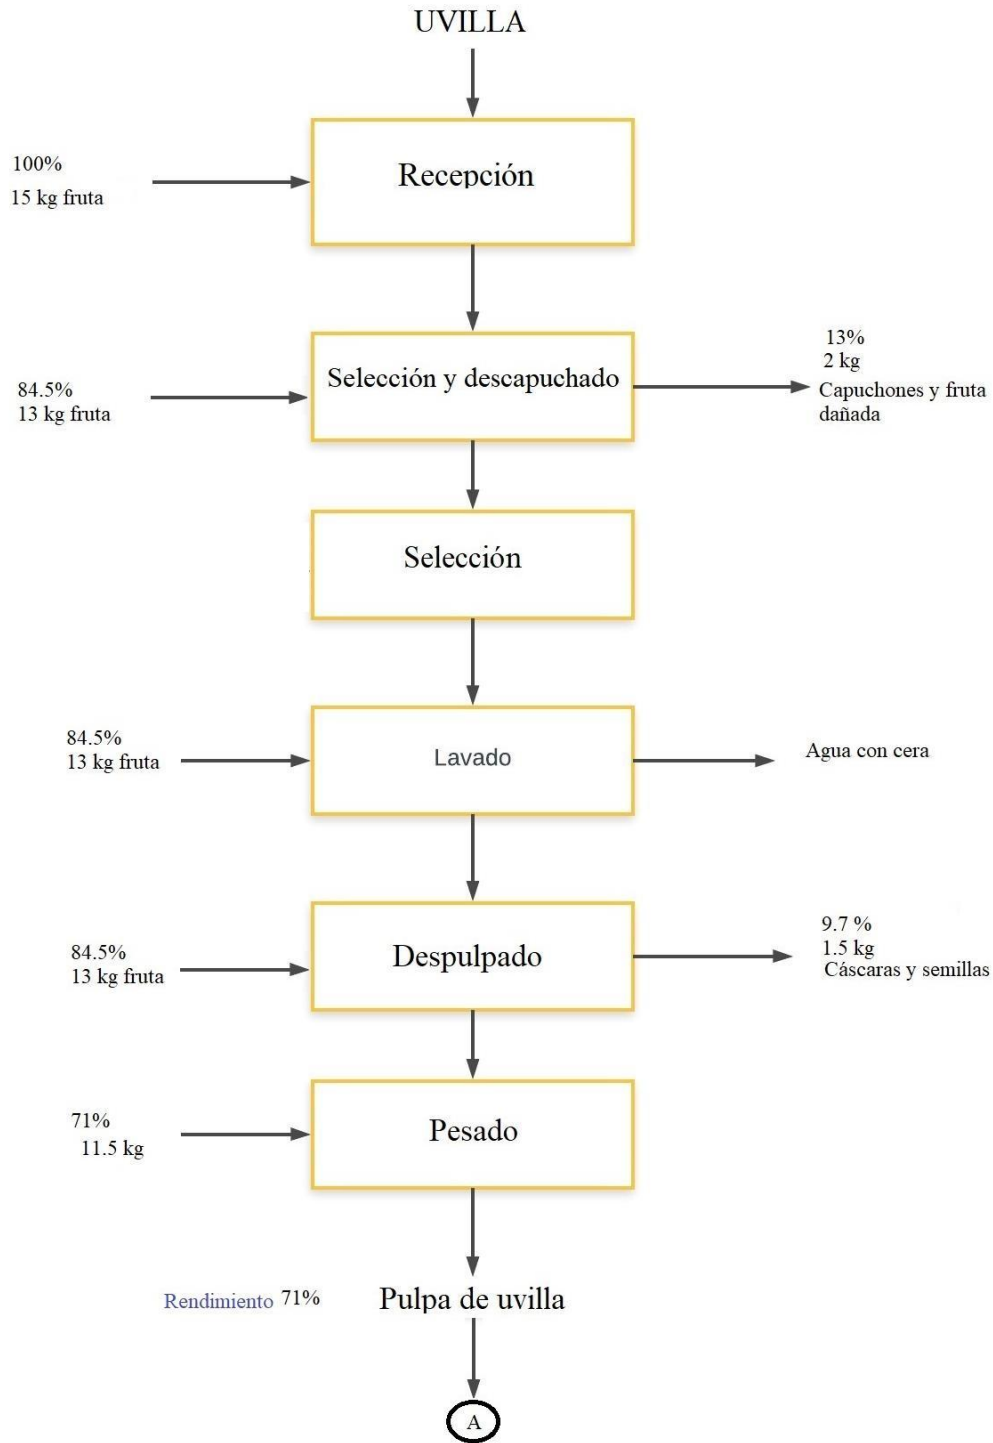 UVILLA
100%
15 kg fruta
Recepción
84.5%
13 kg fruta
Selección y descapuchado
13%
2 kg
Capuchones y fruta
dañada
Selección
84.5%
13 kg fruta
Lavado
Agua con cera
84.5%
13 kg fruta
Despulpado
9.7 %
1.5 kg
Cáscaras y semillas
71%
11.5 kg
Pesado
Rendimiento 71%
Pulpa de uvilla
A